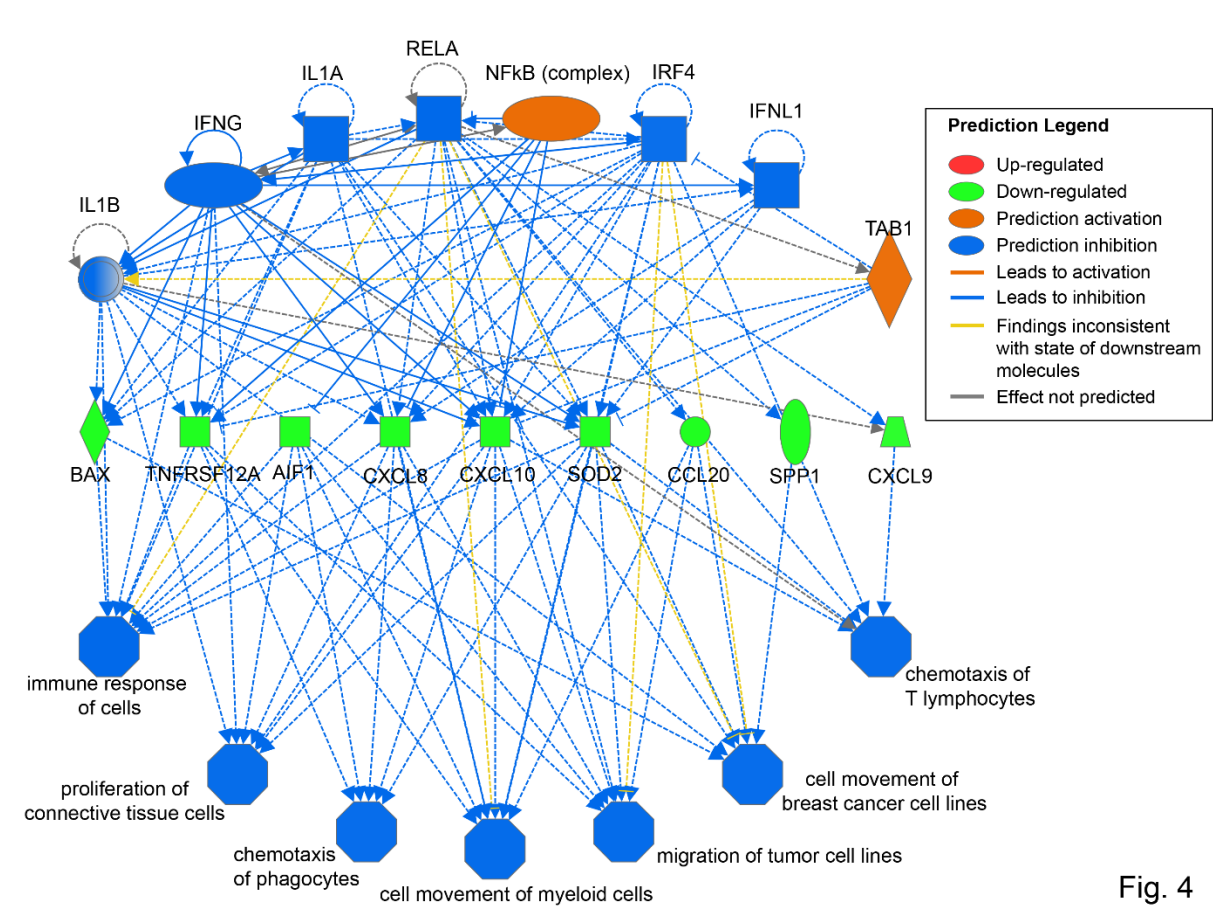 RELA
IL1A
NFkB (complex)
IRF4
IFNL1
IFNG
IL1B
TAB1
Prediction Legend
Up-regulated
Down-regulated
Prediction activation
Prediction inhibition
Leads to activation
Leads to inhibition
Findings inconsistent
with state of downstream
molecules
Effect not predicted
BAX
TNFRSF12A
AIF1
CXCL8
CXCL10
SOD2
CCL20
SPP1
CXCL9
immune response
of cells
chemotaxis of
T lymphocytes
proliferation of
connective tissue cells
cell movement of
breast cancer cell lines
chemotaxis
of phagocytes
migration of tumor cell lines
cell movement of myeloid cells
Fig. 4